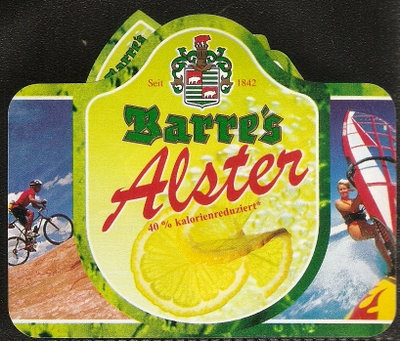 Barre's
Seit 1842
Barre's
Alster
40 % kalorienreduziert*